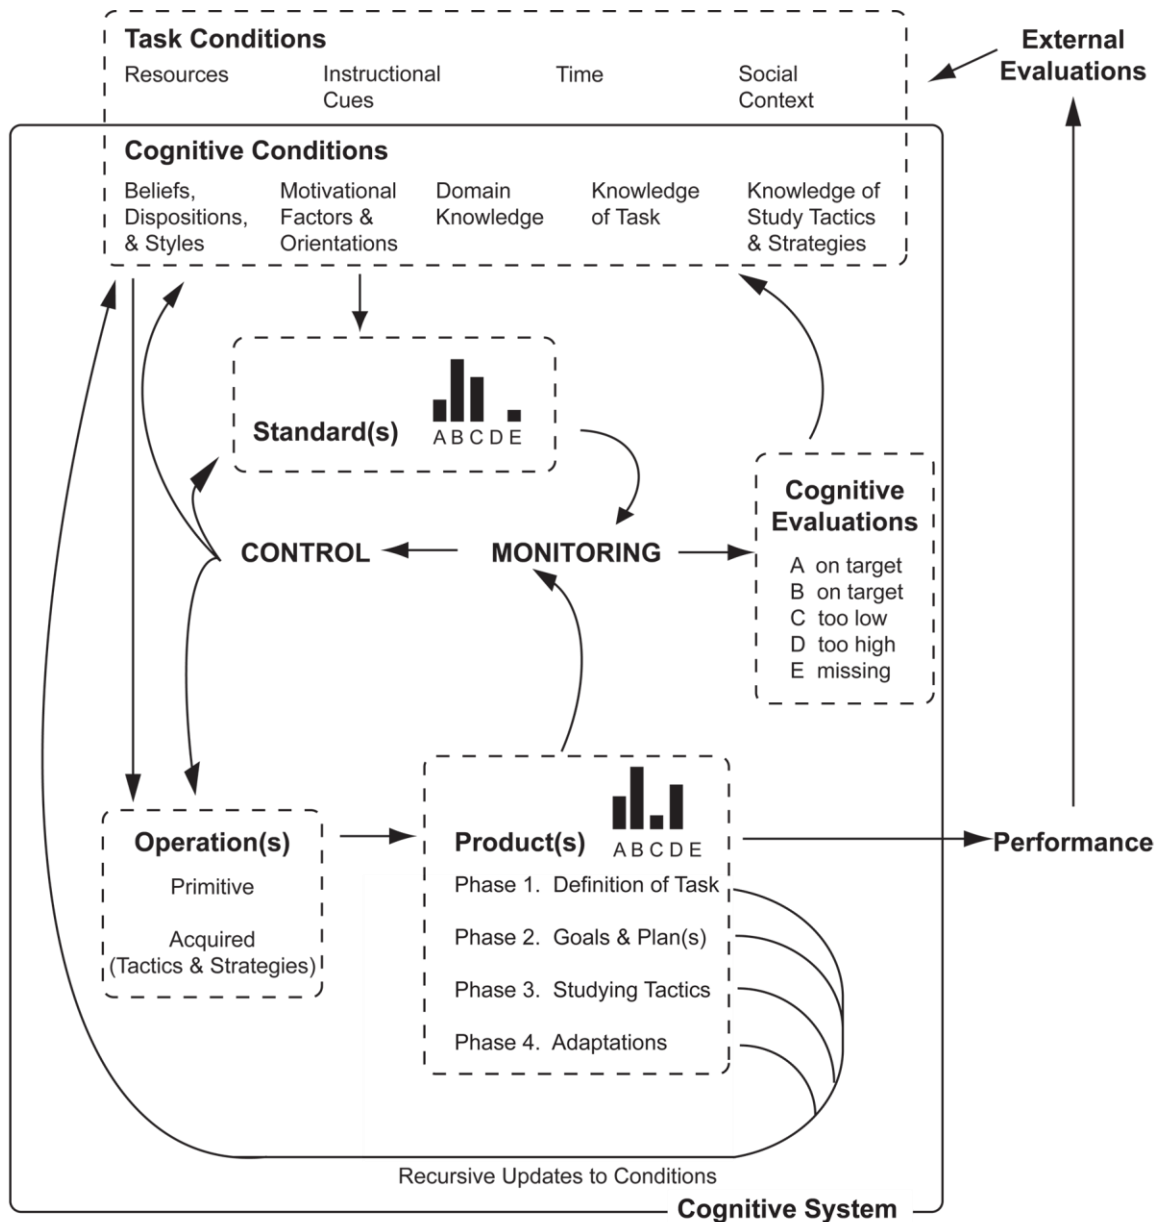 Task Conditions
Resources
Instructional
Cues
Time
Social
Context
External
Evaluations
Cognitive Conditions
Beliefs,
Dispositions,
& Styles
Motivational
Factors &
Orientations
Domain
Knowledge
Knowledge
of Task
Knowledge of
Study Tactics
& Strategies
Standard(s)
A B C D E
CONTROL
MONITORING
Cognitive
Evaluations
A on target
B on target
C too low
D too high
E missing
Operation(s)
Primitive
Acquired
(Tactics & Strategies)
Product(s)
A B C D E
Phase 1. Definition of Task
Phase 2. Goals & Plan(s)
Phase 3. Studying Tactics
Phase 4. Adaptations
Performance
Recursive Updates to Conditions
Cognitive System